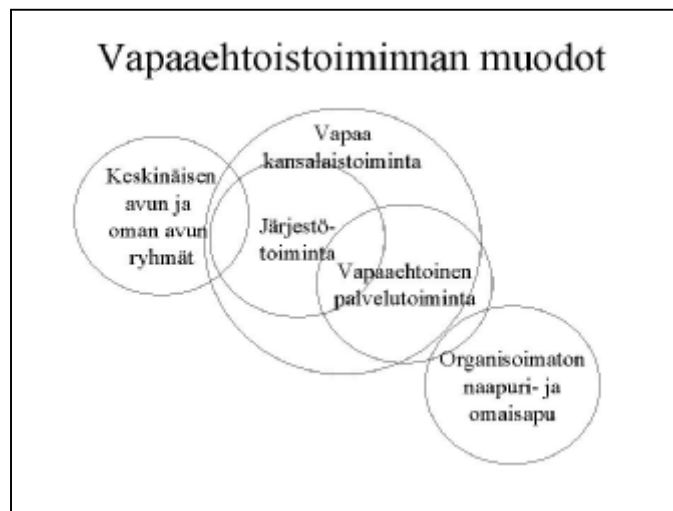 Vapaaehtoistoiminnan muodot
Vapaa
kansalaistoiminta
Keskinäisen
avun ja
oman avun
ryhmät
Järjestö-
toiminta
Vapaaehtoinen
palvelutoiminta
Organisoimaton
naapuri- ja
omaisapu